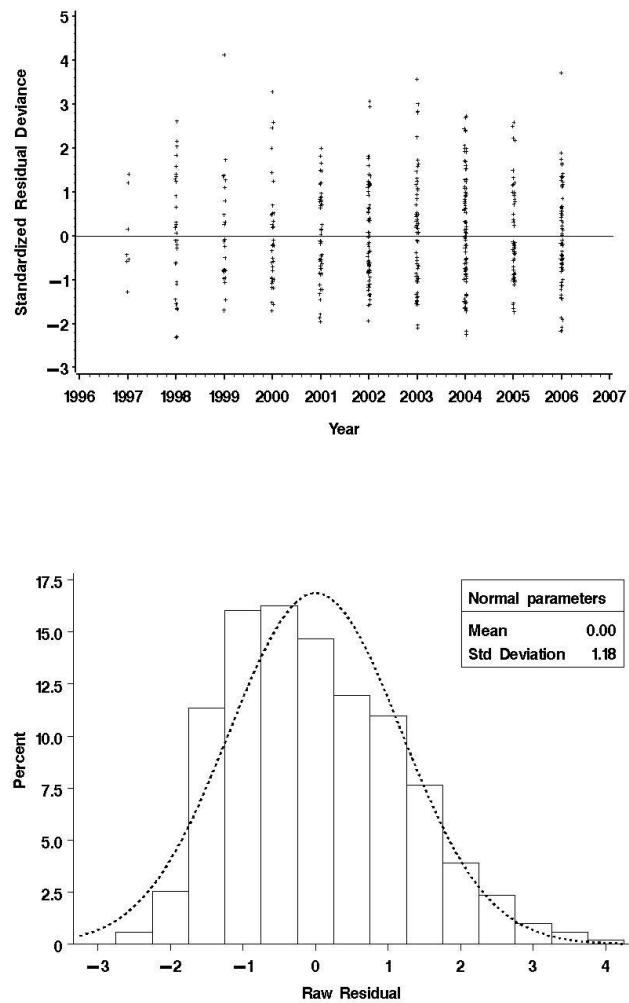 5
4
3
2
1
0
−1
−2
−3
Standardized Residual Deviance
1996 1997 1998 1999 2000 2001 2002 2003 2004 2005 2006 2007
Year
17.5
15.0
12.5
10.0
7.5
5.0
2.5
0
Percent
Normal parameters
Mean 0.00
Std Deviation 1.18
−3 −2 −1 0 1 2 3 4
Raw Residual